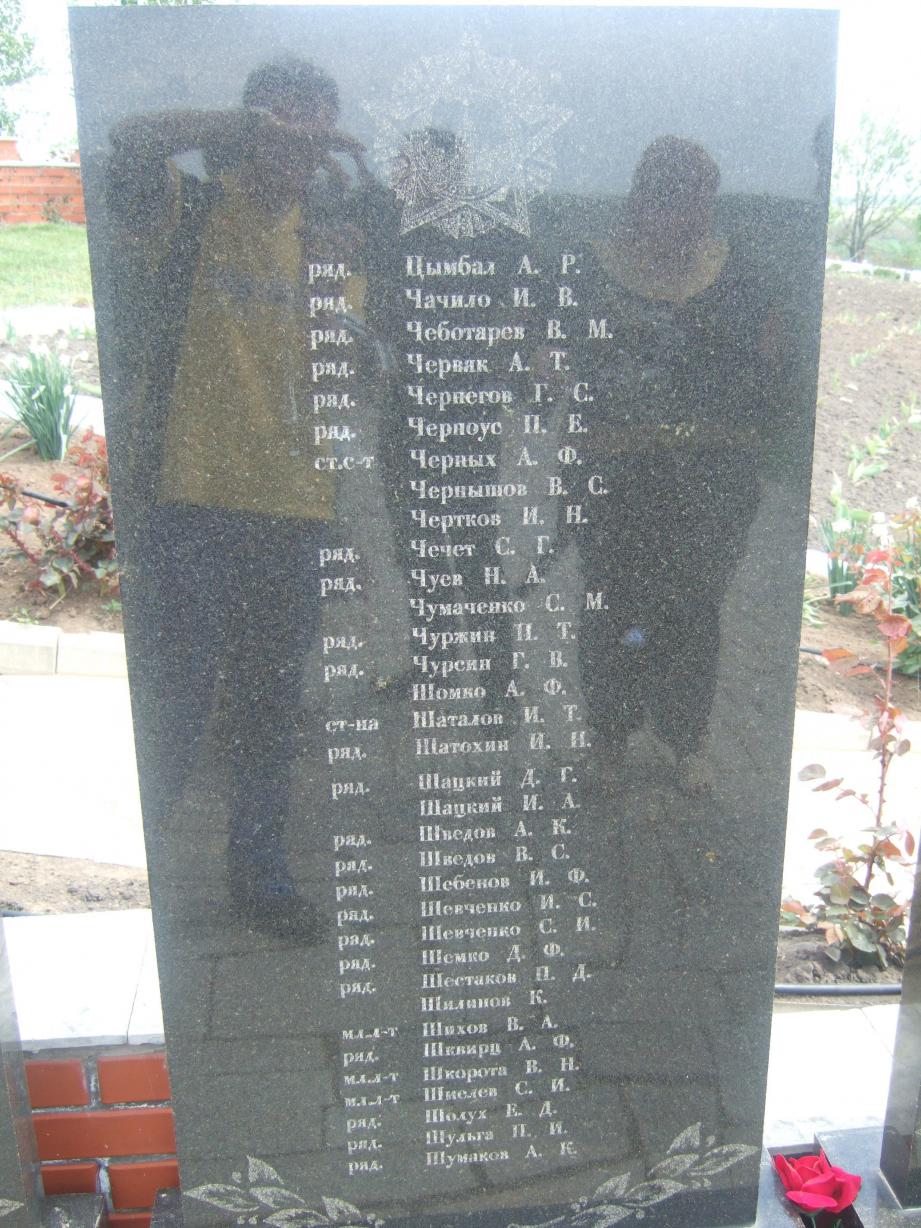 ряд. Цымбал А. Р.
ряд. Чачило И. В.
ряд. Чеботарев В. М.
ряд. Червяк А. Т.
ряд. Чернегов Г. С.
ряд. Черноус П. Е.
ст.с-т Черных А. Ф.
Чернышов В. С.
Чертков И. Н.
ряд. Чечет С. Г.
ряд. Чуев Н. А.
Чумаченко С. М.
ряд. Чуржин П. Т.
ряд. Чурсин Г. В.
Шомко А. Ф.
ст-на Шаталов И. Т.
ряд. Шатохин И. Н.
ряд. Шацкий Д. Г.
Шацкий И. А.
ряд. Шведов А. К.
ряд. Шведов В. С.
ряд. Шебенов И. Ф.
ряд. Шевченко И. С.
ряд. Шевченко С. И.
ряд. Шемко Д. Ф.
ряд. Шестаков П. Д.
Шилинов К.
мл.л-т Шихов В. А.
ряд. Шквирц А. Ф.
мл.л-т Шкорота В. Н.
мл.л-т Шмелев С. И.
ряд. Шолух Е. Д.
ряд. Шульга П. И.
ряд. Шумаков А. К.